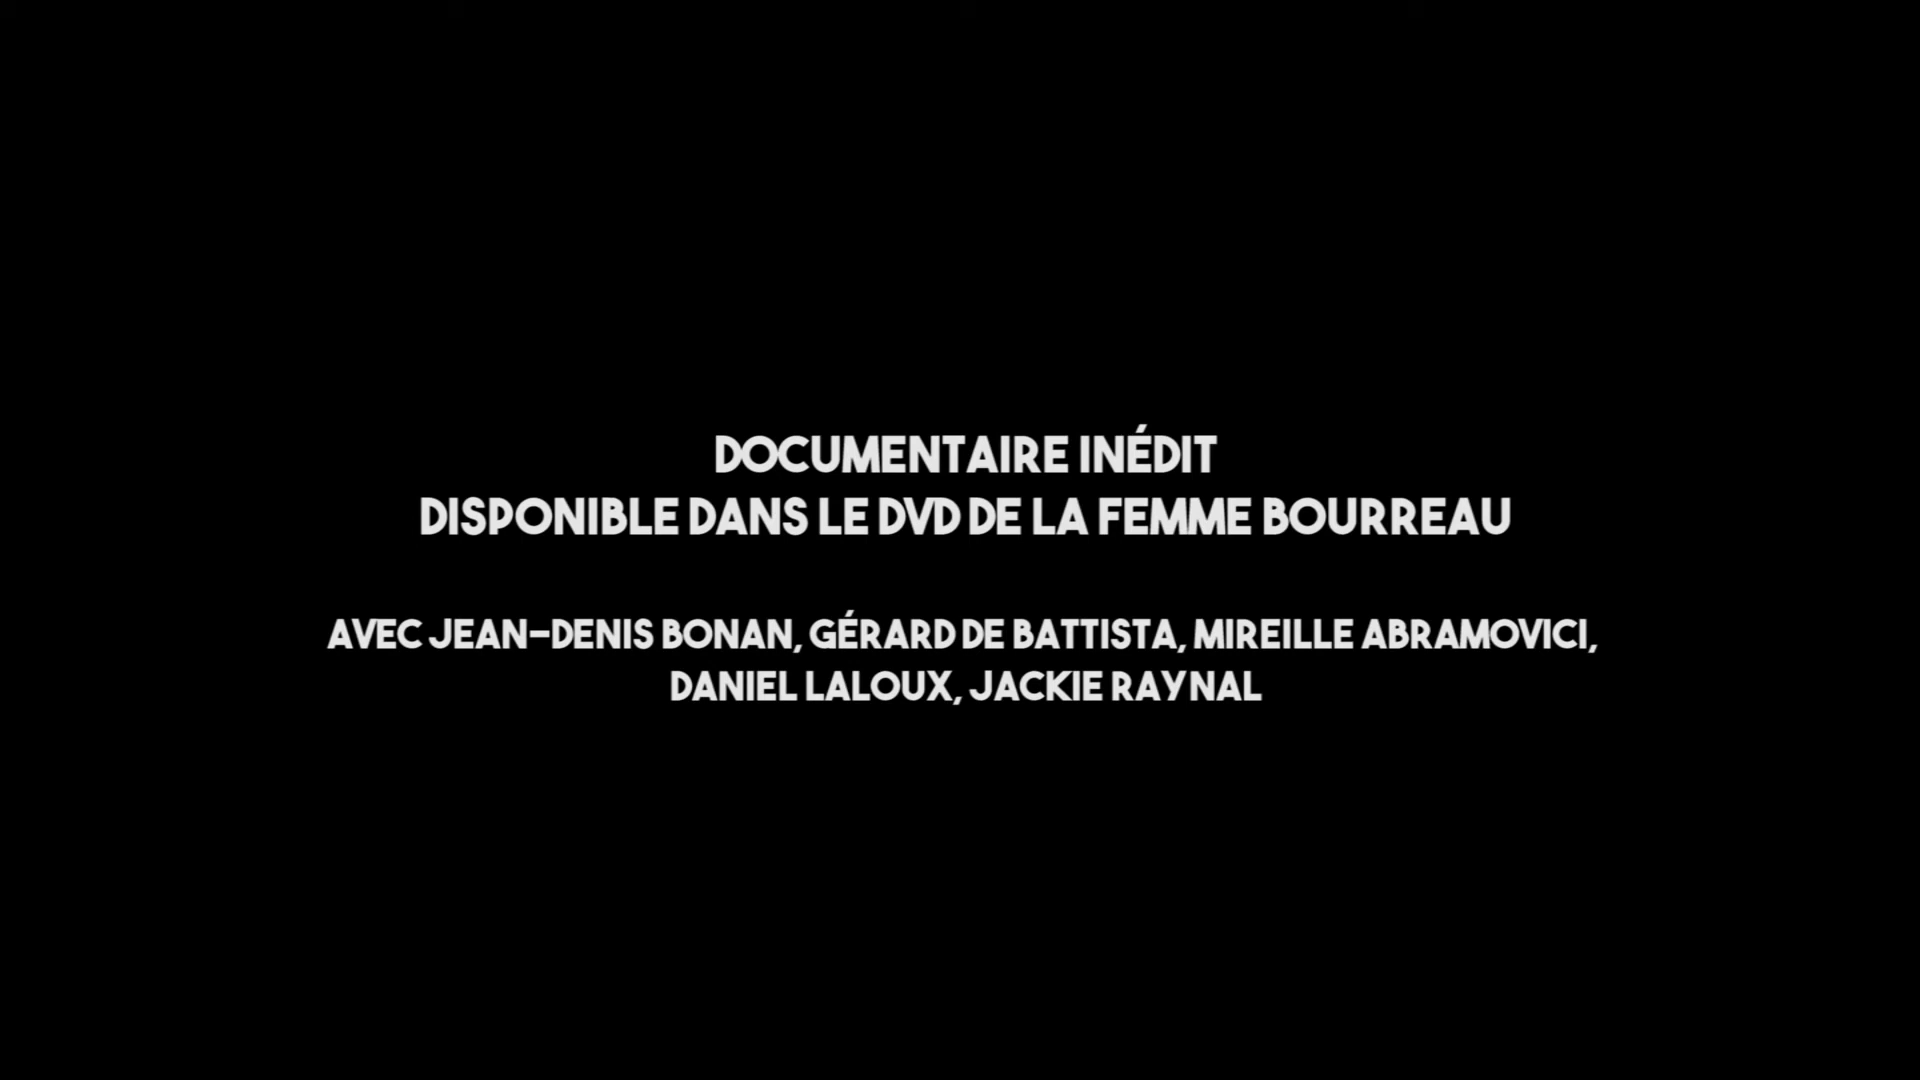 DOCUMENTAIRE INÉDIT
DISPONIBLE DANS LE DVD DE LA FEMME BOURREAU
AVEC JEAN-DENIS BONAN, GÉRARD DE BATTISTA, MIREILLE ABRAMOVICI,
DANIEL LALOUX, JACKIE RAYNAL